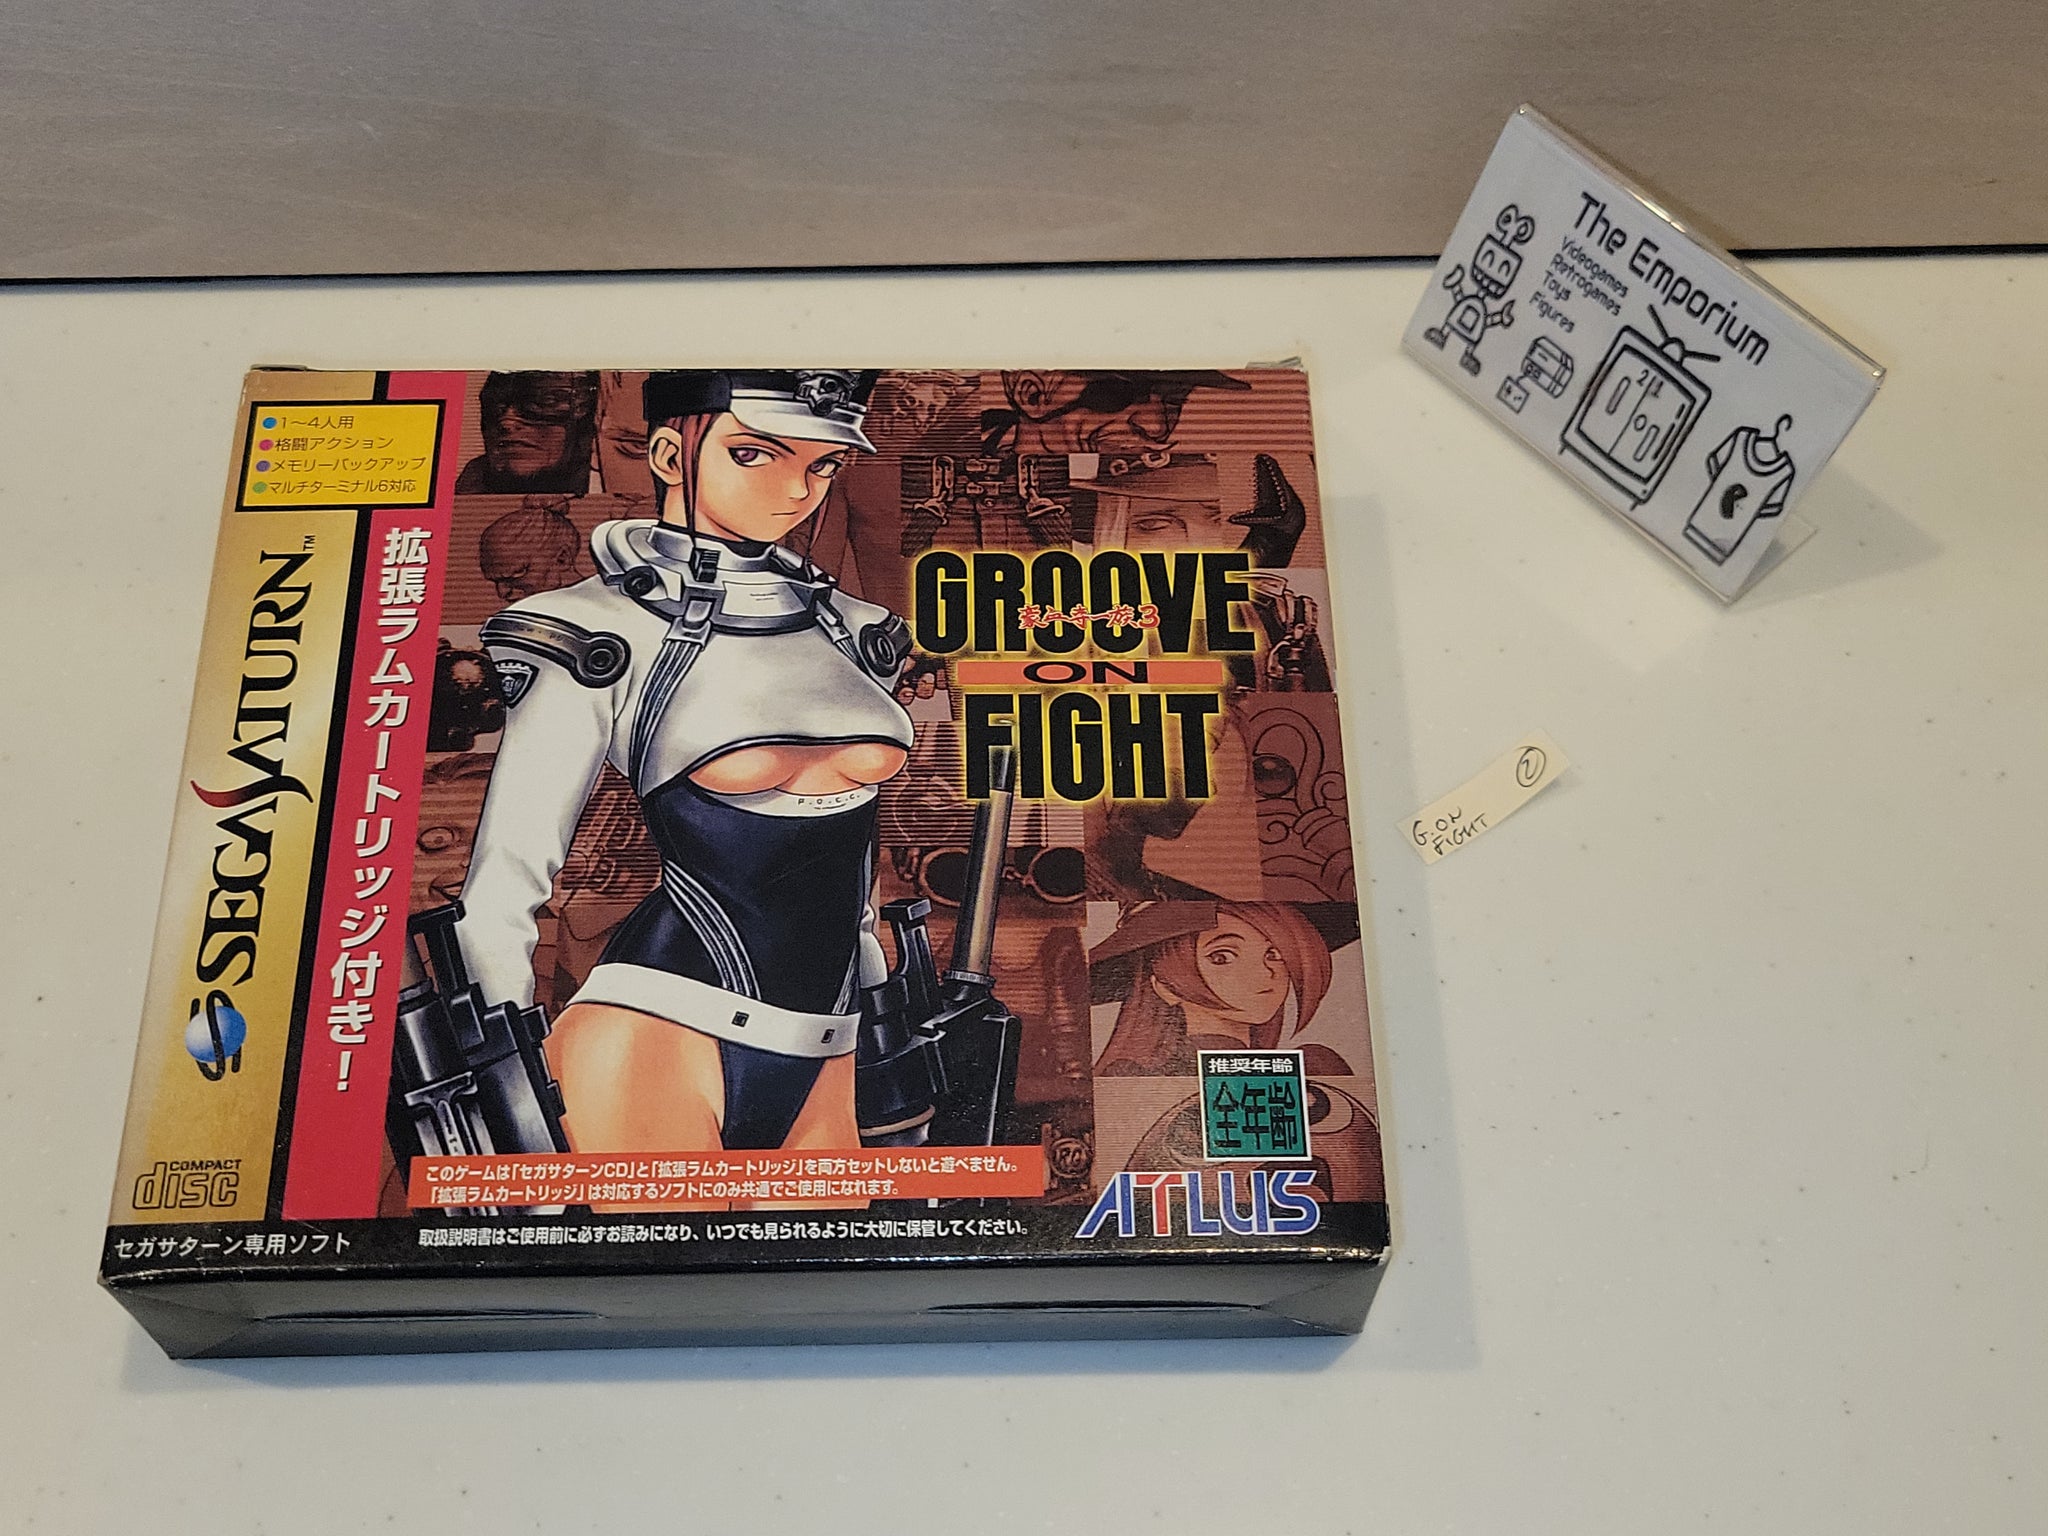 1〜4人用
格闘アクション
メモリーバックアップ
マルチターミナル6対応
SEGA SATURN™
拡張ラムカートリッジ付き!
GROOVE
豪血寺一族3
ON
FIGHT
P.O.C.C.
推奨年齢
全年齢
COMPACT
disc
このゲームは「セガサターンCD」と「拡張ラムカートリッジ」を両方セットしないと遊べません。
「拡張ラムカートリッジ」は対応するソフトにのみ共通でご使用になれます。
ATLUS
セガサターン専用ソフト
取扱説明書はご使用前に必ずお読みになり、いつでも見られるように大切に保管してください。
The Emporium
Videogames
Retrogames
Toys
Figures
G.ON
FIGHT